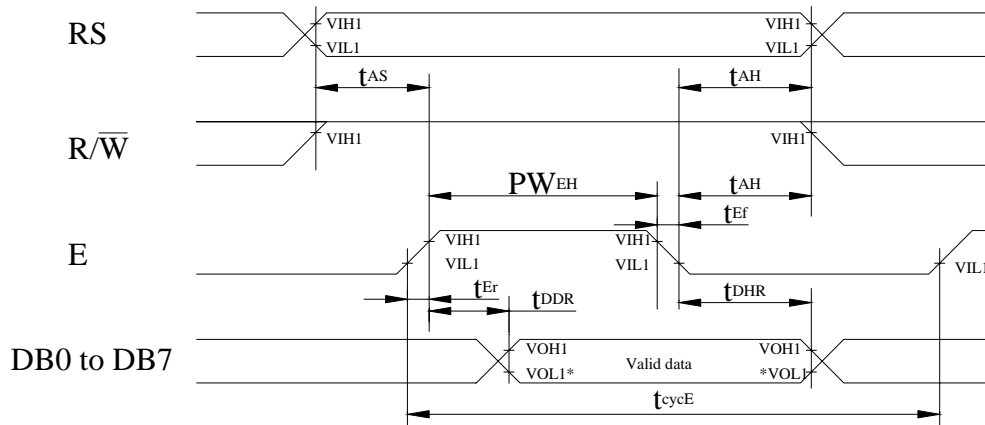 RS
VIH1
VIL1
VIH1
VIL1
tAS
tAH
R/W̅
VIH1
VIH1
PWEH
tAH
tEf
E
VIH1
VIL1
VIH1
VIL1
VIL1
tEr
tDDR
tDHR
DB0 to DB7
VOH1
VOL1*
Valid data
VOH1
*VOL1
tcycE